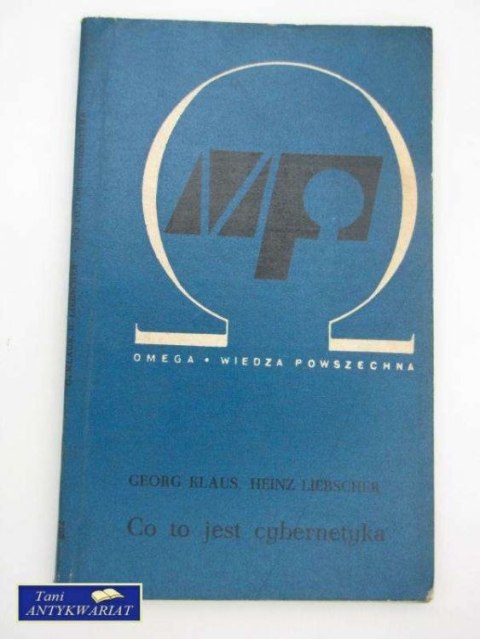 OMEGA • WIEDZA POWSZECHNA
GEORG KLAUS, HEINZ LIEBSCHER
Co to jest cybernetyka
Tani
ANTYKWARIAT